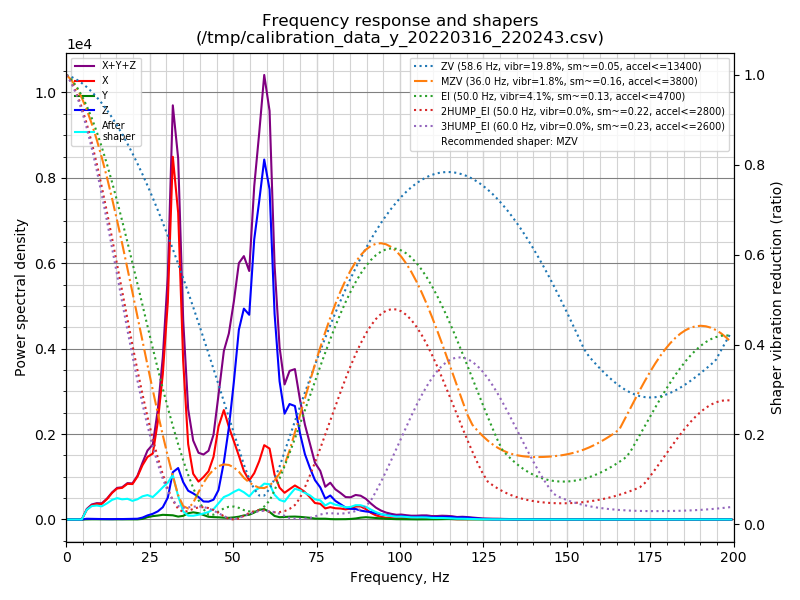 Frequency response and shapers
(/tmp/calibration_data_y_20220316_220243.csv)
1e4
X+Y+Z
X
Y
Z
After
shaper
ZV (58.6 Hz, vibr=19.8%, sm~=0.05, accel<=13400)
MZV (36.0 Hz, vibr=1.8%, sm~=0.16, accel<=3800)
EI (50.0 Hz, vibr=4.1%, sm~=0.13, accel<=4700)
2HUMP_EI (50.0 Hz, vibr=0.0%, sm~=0.22, accel<=2800)
3HUMP_EI (60.0 Hz, vibr=0.0%, sm~=0.23, accel<=2600)
Recommended shaper: MZV
Power spectral density
1.0
0.8
0.6
0.4
0.2
0.0
1.0
0.8
0.6
0.4
0.2
0.0
Shaper vibration reduction (ratio)
0 25 50 75 100 125 150 175 200
Frequency, Hz